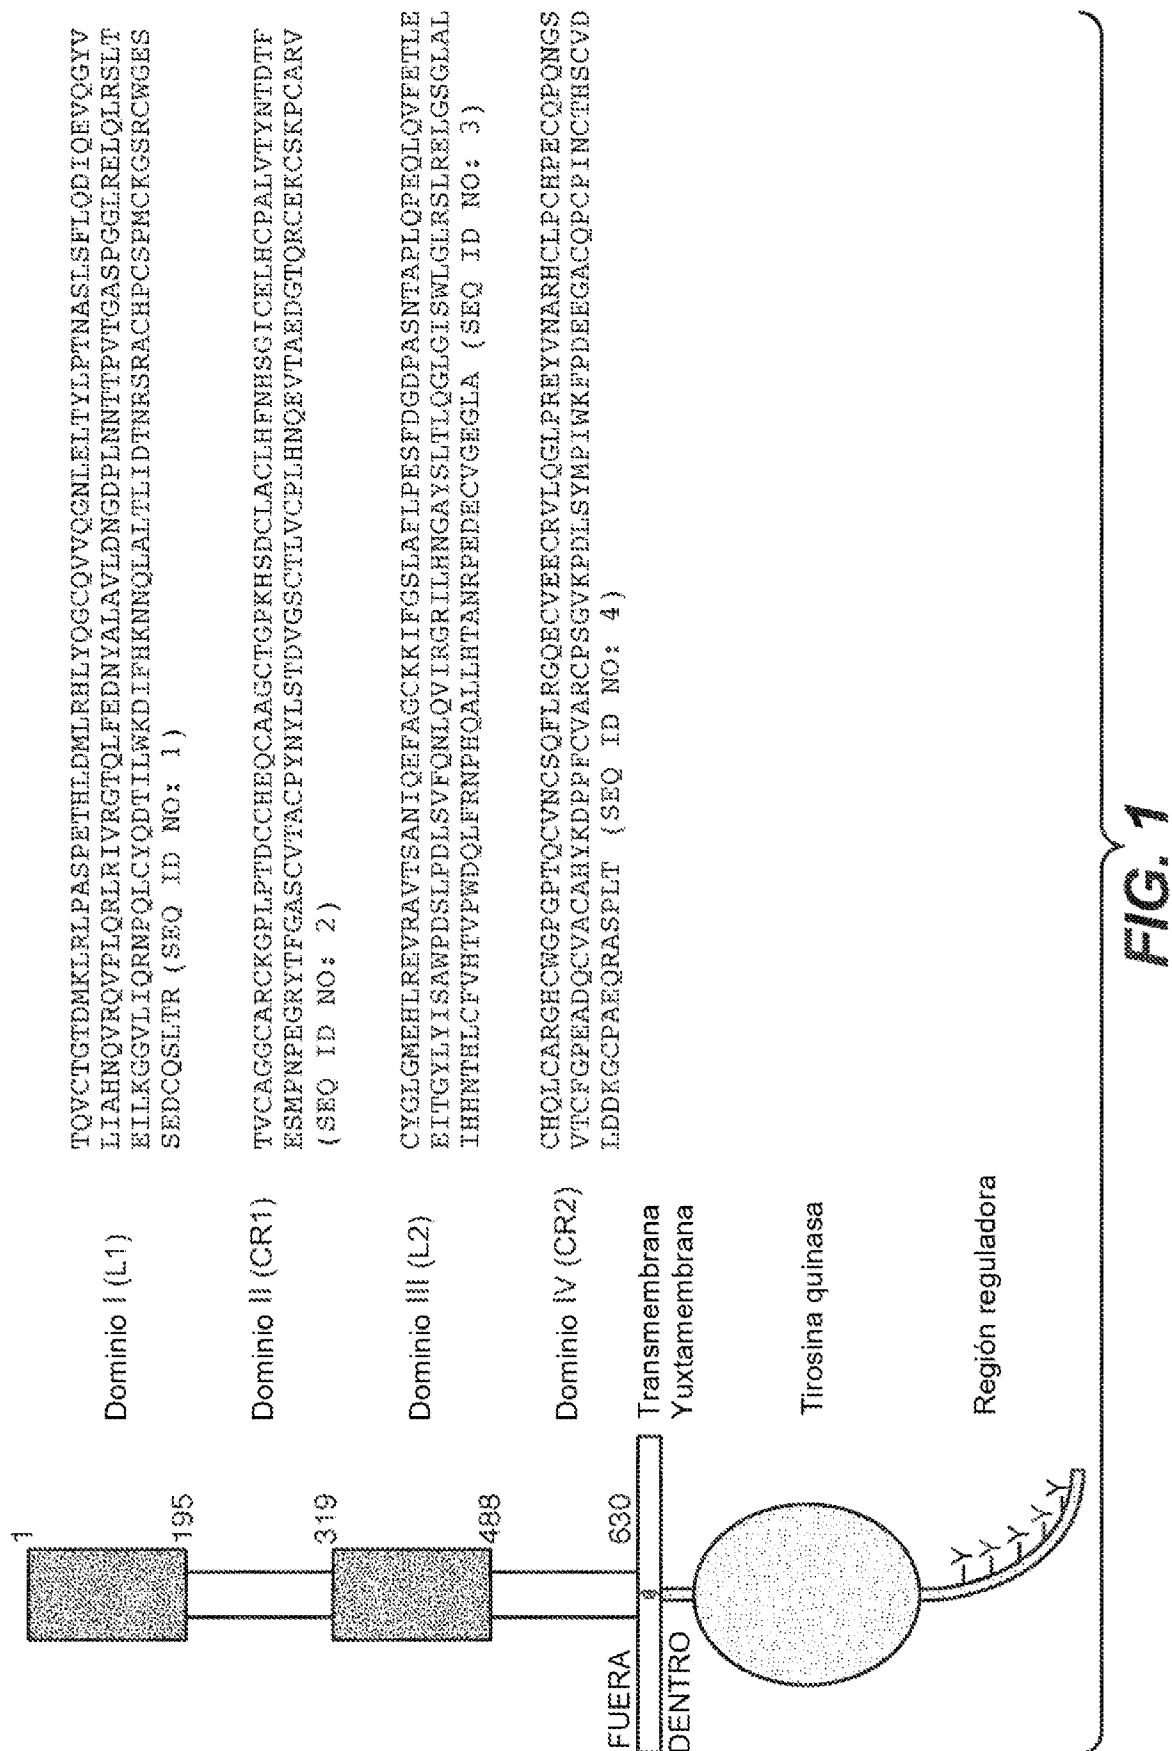 1
Dominio I (L1)
TQVCTGTDMKLRLPASPETHLDMLRHLYQGCQVVQGNLELTYLPTNASLSFLQDIQEVQGYV
LIAHNQVRQVPLQRLRIVRGTQLFEDNYALAVLDNGDPLNNTTPVTGASPGGLRELQLRSLT
EILKGGVLIQRNPQLCYQDTILWKDIFHKNNQLALTLIDTNRSRACHPCSPMCKGSRCWGES
SEDCQSLTR (SEQ ID NO: 1)
195
Dominio II (CR1)
TVCAGGCARCKGPLPTDCCHEQCAAGCTGPKHSDCLACLHFNHSGICELHCPALVTYNTDTF
ESMPNPEGRYTFGASCVTACPYNYLSTDVGSCTLVCPLHNQEVTAEDGTQRCEKCSKPCARV
(SEQ ID NO: 2)
319
Dominio III (L2)
CYGLGMEHLREVRAVTSANIQEFAGCKKIFGSLAFLPESFDGDPASNTAPLQPEQLQVFETLE
EITGYLYISAWPDSLPDLSVFQNLQVIRGRILHNGAYSLTLQGLGISWLGLRSLRELGSGLAL
IHHNTHLCFVHTVPWDQLFRNPHQALLHTANRPEDECVGEGLA (SEQ ID NO: 3)
488
Dominio IV (CR2)
CHQLCARGHCWGPGPTQCVNCSQFLRGQECVEECRVLQGLPREYVNARHCLPCHPECQPQNGS
VTCFGPEADQCVACAHYKDPPFCVARCPSGVKPDLSYMPIWKFPDEEGACQPCPINCTHSCVD
LDDKGCPAEQRASPLT (SEQ ID NO: 4)
FUERA
630
Transmembrana
DENTRO
Yuxtamembrana
Tirosina quinasa
Región reguladora
Y
Y
Y
Y
Y
FIG. 1